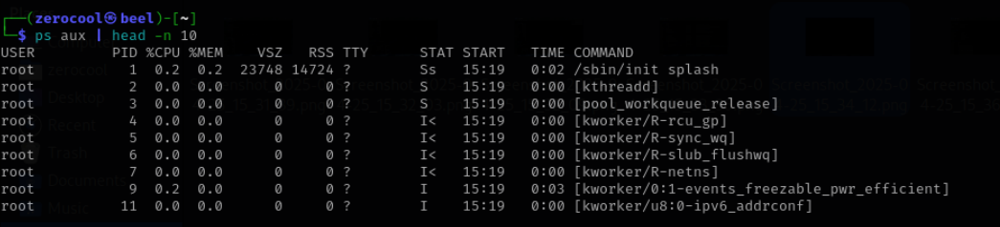 ┌──(zerocool㉿beel)-[~]
└─$ ps aux | head -n 10
USER         PID %CPU %MEM    VSZ   RSS TTY      STAT START   TIME COMMAND
root           1  0.2  0.2  23748 14724 ?        Ss   15:19   0:02 /sbin/init splash
root           2  0.0  0.0      0     0 ?        S    15:19   0:00 [kthreadd]
root           3  0.0  0.0      0     0 ?        S    15:19   0:00 [pool_workqueue_release]
root           4  0.0  0.0      0     0 ?        I<   15:19   0:00 [kworker/R-rcu_gp]
root           5  0.0  0.0      0     0 ?        I<   15:19   0:00 [kworker/R-sync_wq]
root           6  0.0  0.0      0     0 ?        I<   15:19   0:00 [kworker/R-slub_flushwq]
root           7  0.0  0.0      0     0 ?        I<   15:19   0:00 [kworker/R-netns]
root           9  0.2  0.0      0     0 ?        I    15:19   0:03 [kworker/0:1-events_freezable_pwr_efficient]
root          11  0.0  0.0      0     0 ?        I    15:19   0:00 [kworker/u8:0-ipv6_addrconf]
Places
zerocool
Desktop
Recent
Trash
Documents
Music